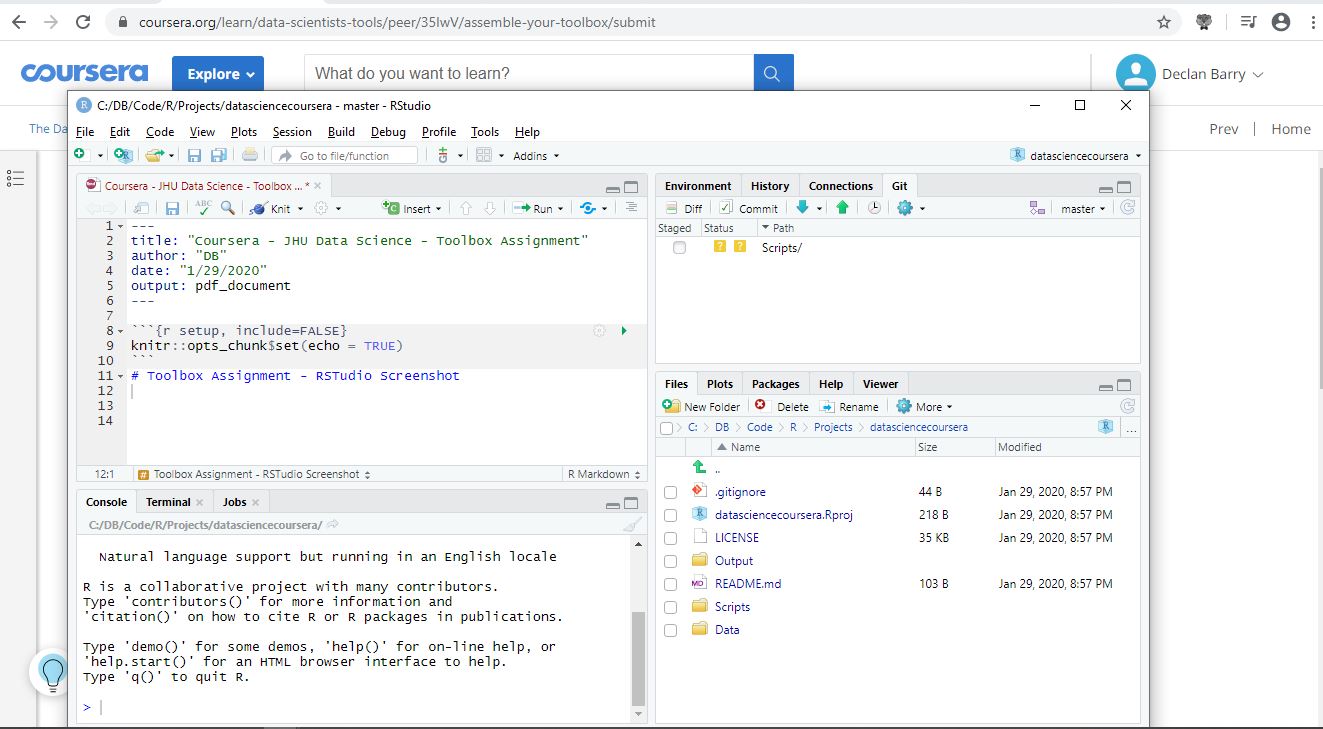 coursera.org/learn/data-scientists-tools/peer/35IwV/assemble-your-toolbox/submit
coursera
Explore
What do you want to learn?
Declan Barry
The Da
Prev | Home
C:/DB/Code/R/Projects/datasciencecoursera - master - RStudio
File Edit Code View Plots Session Build Debug Profile Tools Help
Go to file/function
Addins
datasciencecoursera
Coursera - JHU Data Science - Toolbox ...*
ABC
Knit
Insert
Run
1 ---
2 title: "Coursera - JHU Data Science - Toolbox Assignment"
3 author: "DB"
4 date: "1/29/2020"
5 output: pdf_document
6 ---
7
8 ```{r setup, include=FALSE}
9 knitr::opts_chunk$set(echo = TRUE)
10 ```
11 # Toolbox Assignment - RSTudio Screenshot
12
13
14
12:1
# Toolbox Assignment - RSTudio Screenshot
R Markdown
Console Terminal Jobs
C:/DB/Code/R/Projects/datasciencecoursera/
Natural language support but running in an English locale
R is a collaborative project with many contributors.
Type 'contributors()' for more information and
'citation()' on how to cite R or R packages in publications.
Type 'demo()' for some demos, 'help()' for on-line help, or
'help.start()' for an HTML browser interface to help.
Type 'q()' to quit R.
>
Environment History Connections Git
Diff Commit
master
Staged Status Path
? ? Scripts/
Files Plots Packages Help Viewer
New Folder Delete Rename More
C: > DB > Code > R > Projects > datasciencecoursera
...
Name Size Modified
..
.gitignore 44 B Jan 29, 2020, 8:57 PM
datasciencecoursera.Rproj 218 B Jan 29, 2020, 8:57 PM
LICENSE 35 KB Jan 29, 2020, 8:57 PM
Output
README.md 103 B Jan 29, 2020, 8:57 PM
Scripts
Data